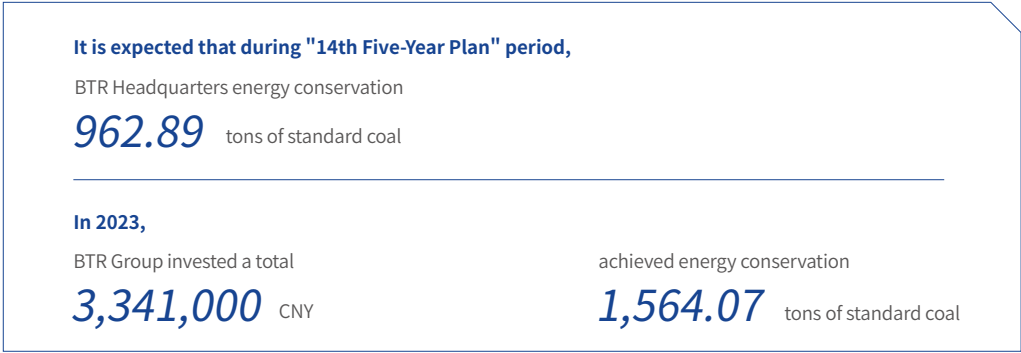 It is expected that during "14th Five-Year Plan" period,
BTR Headquarters energy conservation
962.89 tons of standard coal
In 2023,
BTR Group invested a total
3,341,000 CNY
achieved energy conservation
1,564.07 tons of standard coal